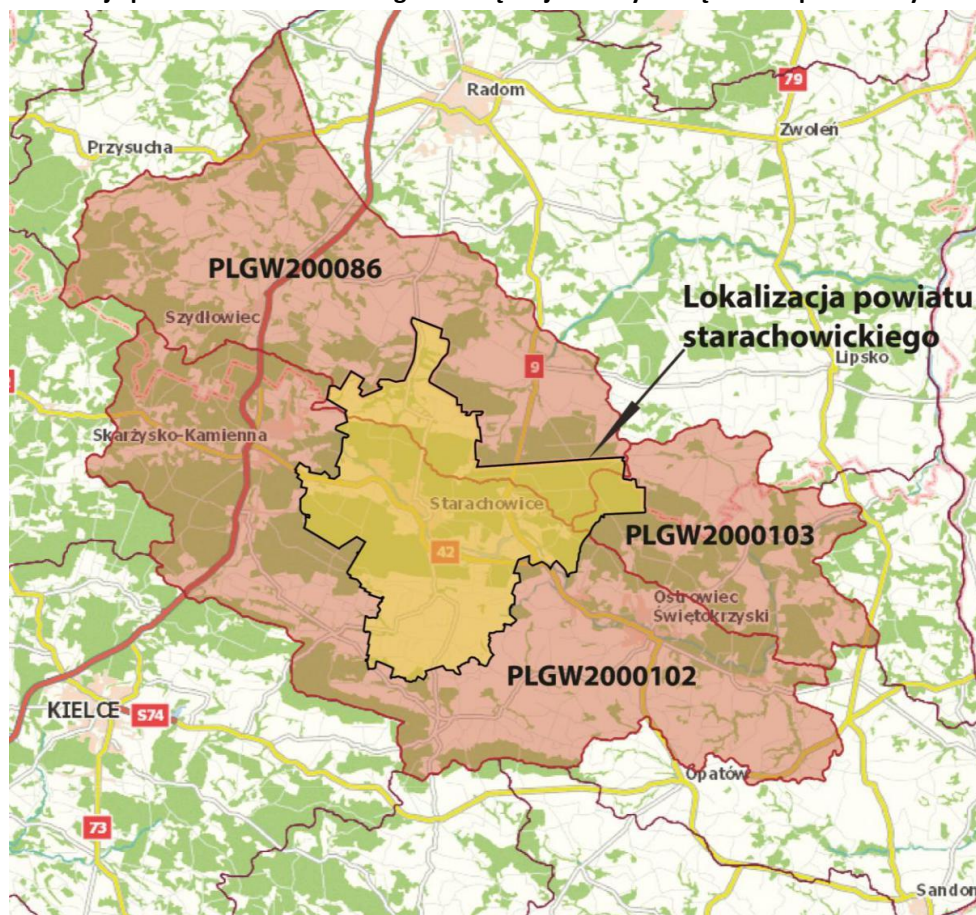 Radom
79
Zwoleń
Przysucha
PLGW200086
Lokalizacja powiatu
starachowickiego
Szydłowiec
9
Lipsko
Skarżysko-Kamienna
Starachowice
PLGW2000103
42
Ostrowiec
Świętokrzyski
PLGW2000102
KIELCE
S74
Opatów
73
Sandom